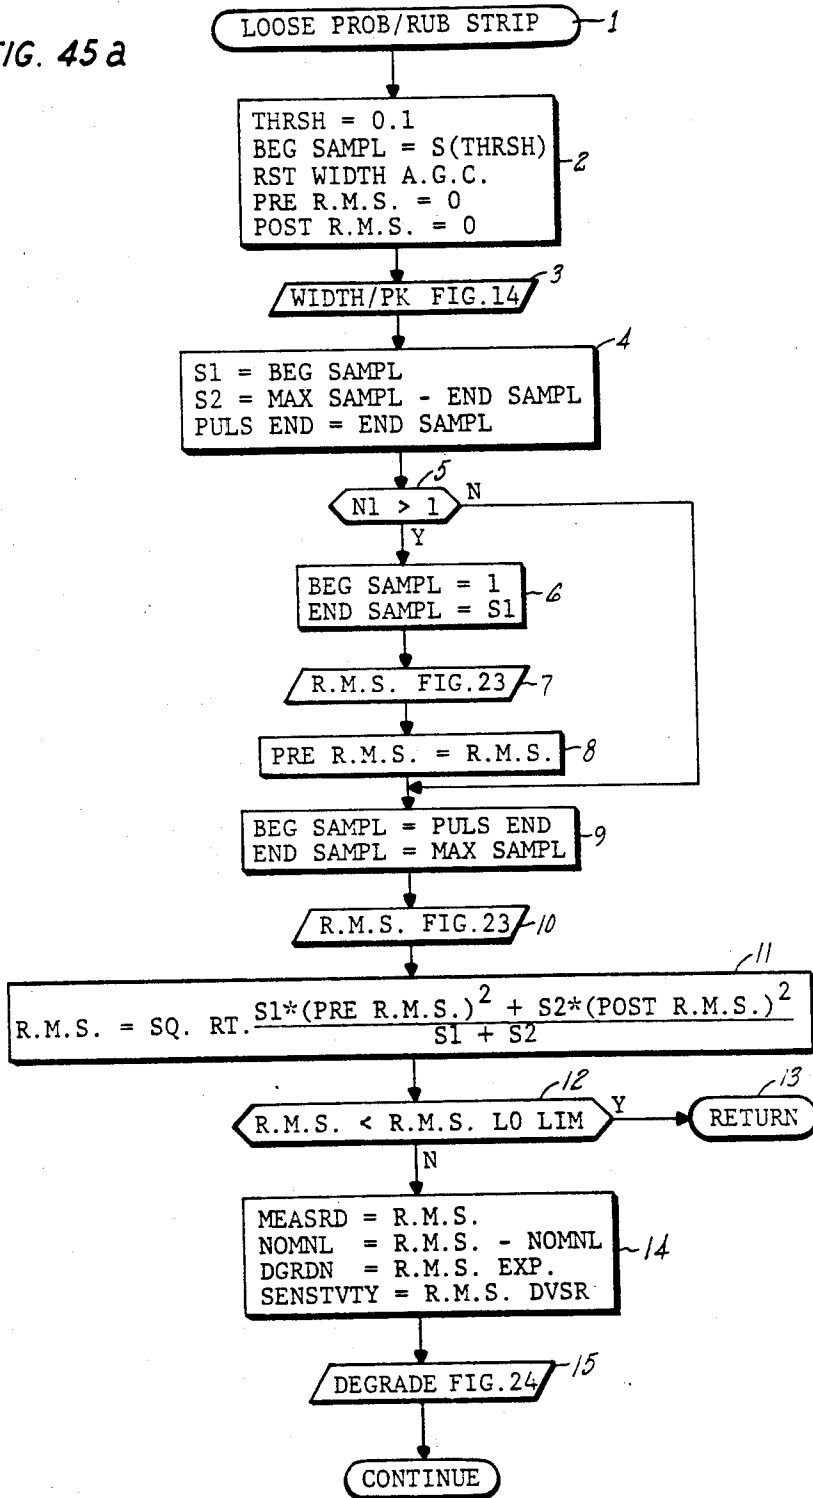 FIG. 45a
LOOSE PROB/RUB STRIP 1
THRSH = 0.1
BEG SAMPL = S(THRSH)
RST WIDTH A.G.C.
PRE R.M.S. = 0
POST R.M.S. = 0
2
WIDTH/PK FIG.14 3
4
S1 = BEG SAMPL
S2 = MAX SAMPL - END SAMPL
PULS END = END SAMPL
5
N1 > 1 N
Y
BEG SAMPL = 1
END SAMPL = S1
6
R.M.S. FIG.23 7
PRE R.M.S. = R.M.S. 8
BEG SAMPL = PULS END
END SAMPL = MAX SAMPL
9
R.M.S. FIG.23 10
11
R.M.S. = SQ. RT. S1*(PRE R.M.S.)2 + S2*(POST R.M.S.)2
S1 + S2
12
R.M.S. < R.M.S. LO LIM Y
13
RETURN
N
MEASRD = R.M.S.
NOMNL = R.M.S. - NOMNL
DGRDN = R.M.S. EXP.
SENSTVTY = R.M.S. DVSR
14
DEGRADE FIG.24 15
CONTINUE